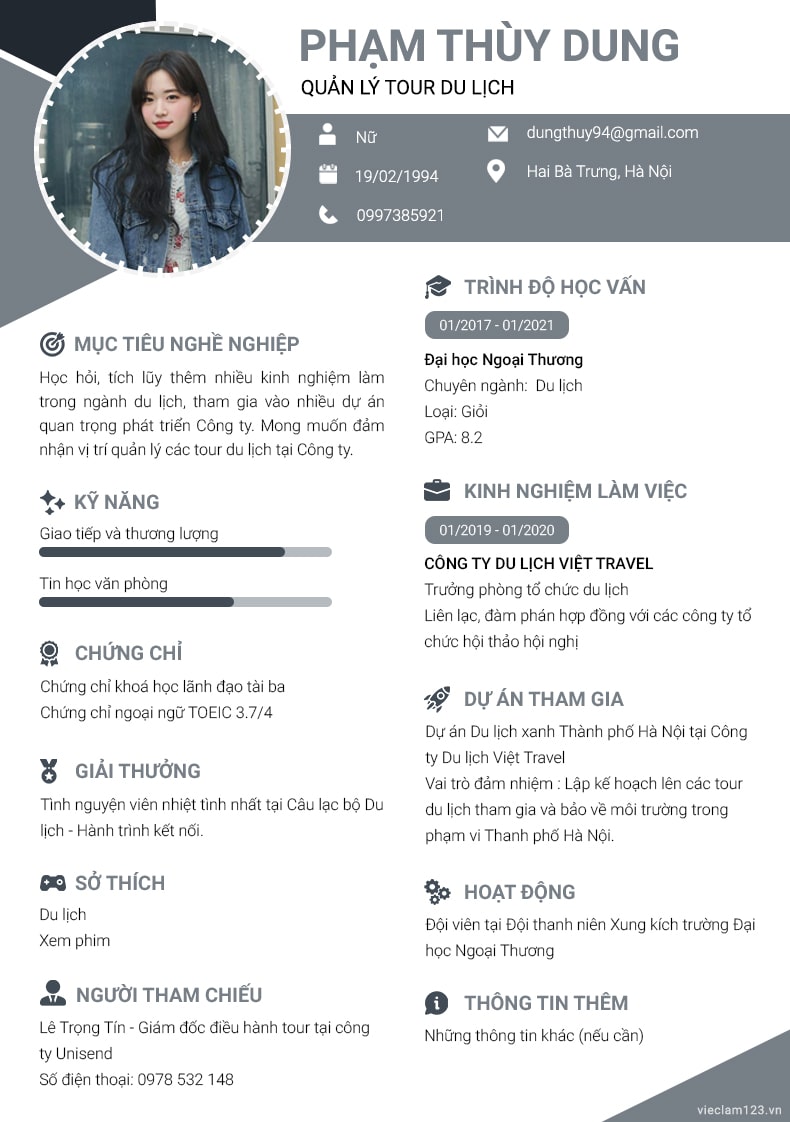 PHẠM THÙY DUNG
QUẢN LÝ TOUR DU LỊCH
Nữ
19/02/1994
0997385921
dungthuy94@gmail.com
Hai Bà Trưng, Hà Nội
MỤC TIÊU NGHỀ NGHIỆP
Học hỏi, tích lũy thêm nhiều kinh nghiệm làm
trong ngành du lịch, tham gia vào nhiều dự án
quan trọng phát triển Công ty. Mong muốn đảm
nhận vị trí quản lý các tour du lịch tại Công ty.
KỸ NĂNG
Giao tiếp và thương lượng
Tin học văn phòng
CHỨNG CHỈ
Chứng chỉ khoá học lãnh đạo tài ba
Chứng chỉ ngoại ngữ TOEIC 3.7/4
GIẢI THƯỞNG
Tình nguyện viên nhiệt tình nhất tại Câu lạc bộ Du
lịch - Hành trình kết nối.
SỞ THÍCH
Du lịch
Xem phim
NGƯỜI THAM CHIẾU
Lê Trọng Tín - Giám đốc điều hành tour tại công
ty Unisend
Số điện thoại: 0978 532 148
TRÌNH ĐỘ HỌC VẤN
01/2017 - 01/2021
Đại học Ngoại Thương
Chuyên ngành: Du lịch
Loại: Giỏi
GPA: 8.2
KINH NGHIỆM LÀM VIỆC
01/2019 - 01/2020
CÔNG TY DU LỊCH VIỆT TRAVEL
Trưởng phòng tổ chức du lịch
Liên lạc, đàm phán hợp đồng với các công ty tổ
chức hội thảo hội nghị
DỰ ÁN THAM GIA
Dự án Du lịch xanh Thành phố Hà Nội tại Công
ty Du lịch Việt Travel
Vai trò đảm nhiệm : Lập kế hoạch lên các tour
du lịch tham gia và bảo về môi trường trong
phạm vi Thanh phố Hà Nội.
HOẠT ĐỘNG
Đội viên tại Đội thanh niên Xung kích trường Đại
học Ngoại Thương
THÔNG TIN THÊM
Những thông tin khác (nếu cần)
vieclam123.vn